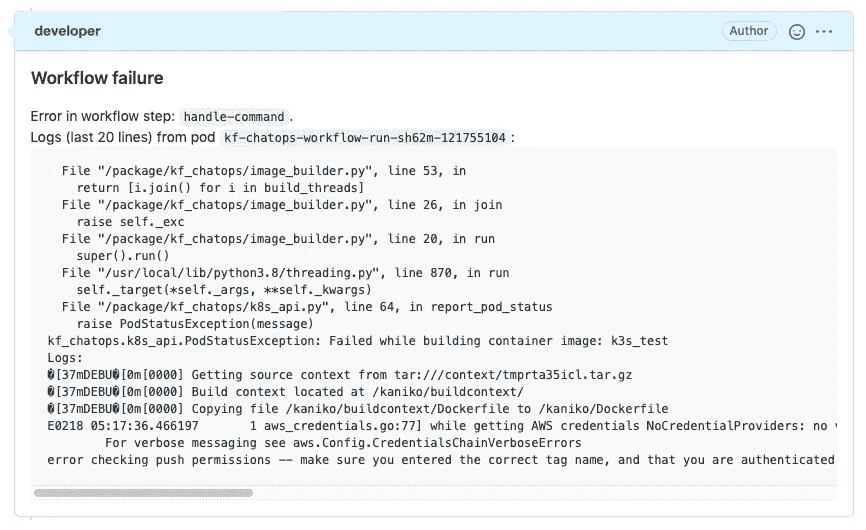 developer
Author
Workflow failure
Error in workflow step: handle-command .
Logs (last 20 lines) from pod kf-chatops-workflow-run-sh62m-121755104 :
File "/package/kf_chatops/image_builder.py", line 53, in
return [i.join() for i in build_threads]
File "/package/kf_chatops/image_builder.py", line 26, in join
raise self._exc
File "/package/kf_chatops/image_builder.py", line 20, in run
super().run()
File "/usr/local/lib/python3.8/threading.py", line 870, in run
self._target(*self._args, **self._kwargs)
File "/package/kf_chatops/k8s_api.py", line 64, in report_pod_status
raise PodStatusException(message)
kf_chatops.k8s_api.PodStatusException: Failed while building container image: k3s_test
Logs:
�[37mDEBU�[0m[0000] Getting source context from tar:///context/tmprta35icl.tar.gz
�[37mDEBU�[0m[0000] Build context located at /kaniko/buildcontext/
�[37mDEBU�[0m[0000] Copying file /kaniko/buildcontext/Dockerfile to /kaniko/Dockerfile
E0218 05:17:36.466197 1 aws_credentials.go:77] while getting AWS credentials NoCredentialProviders: no
For verbose messaging see aws.Config.CredentialsChainVerboseErrors
error checking push permissions -- make sure you entered the correct tag name, and that you are authenticated